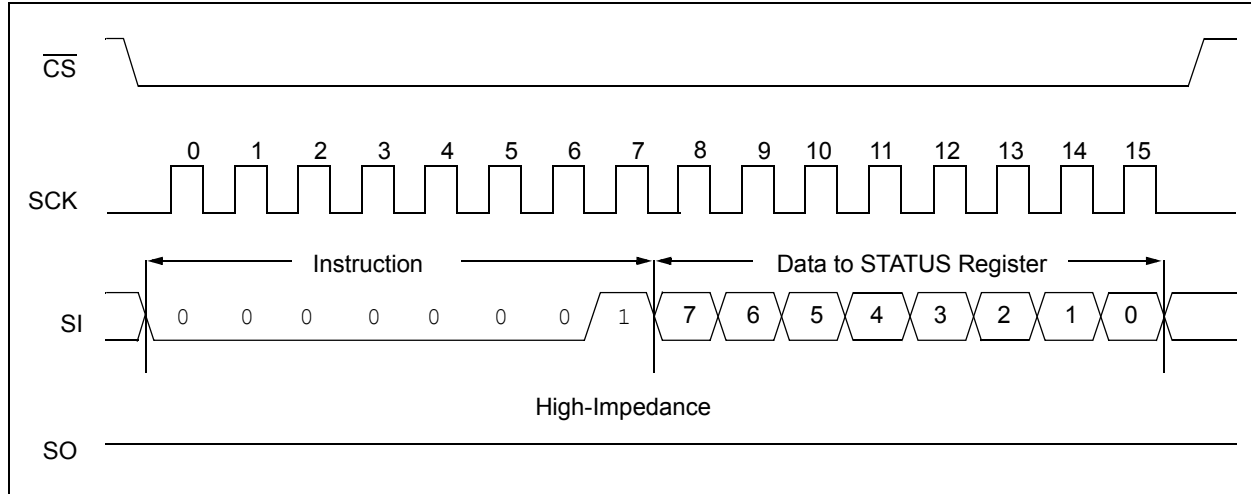 CS
0 1 2 3 4 5 6 7 8 9 10 11 12 13 14 15
SCK
Instruction Data to STATUS Register
SI 0 0 0 0 0 0 0 1 7 6 5 4 3 2 1 0
High-Impedance
SO